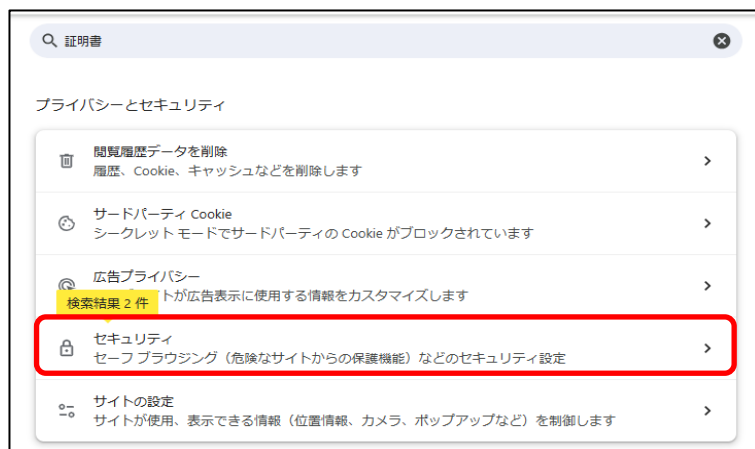 証明書
プライバシーとセキュリティ
閲覧履歴データを削除
履歴、Cookie、キャッシュなどを削除します
サードパーティ Cookie
シークレット モードでサードパーティの Cookie がブロックされています
広告プライバシー
トが広告表示に使用する情報をカスタマイズします
検索結果 2 件
セキュリティ
セーフ ブラウジング（危険なサイトからの保護機能）などのセキュリティ設定
サイトの設定
サイトが使用、表示できる情報（位置情報、カメラ、ポップアップなど）を制御します